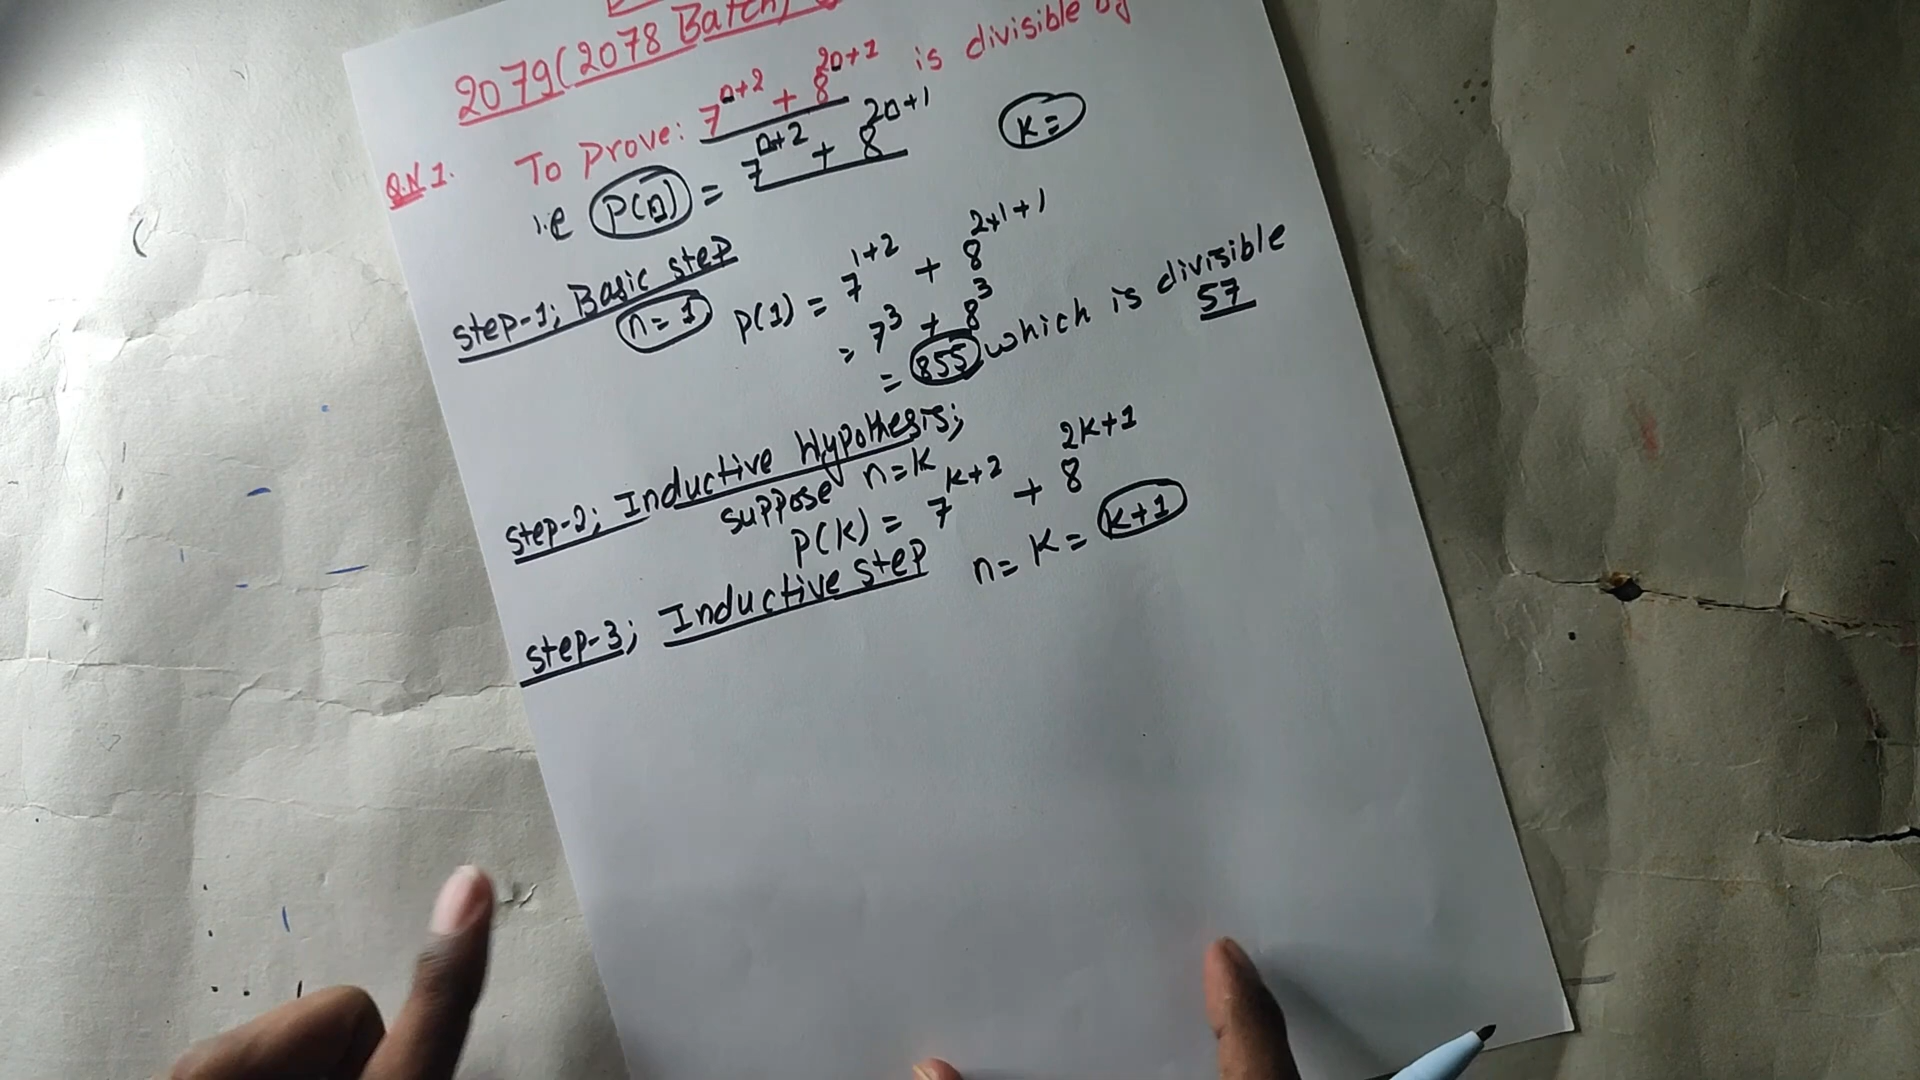 2079(2078 Batch)
Q.N 1. To prove: 7^{n+2} + 8^{2n+1} is divisible by
i.e P(n) = 7^{n+2} + 8^{2n+1} K=
step-1; Basic step
n=1 P(1) = 7^{1+2} + 8^{2*1+1}
= 7^3 + 8^3
= 855 which is divisible
57
step-2; Inductive Hypothesis;
suppose n=K
P(K) = 7^{K+2} + 8^{2K+1}
step-3; Inductive step n= K= K+1